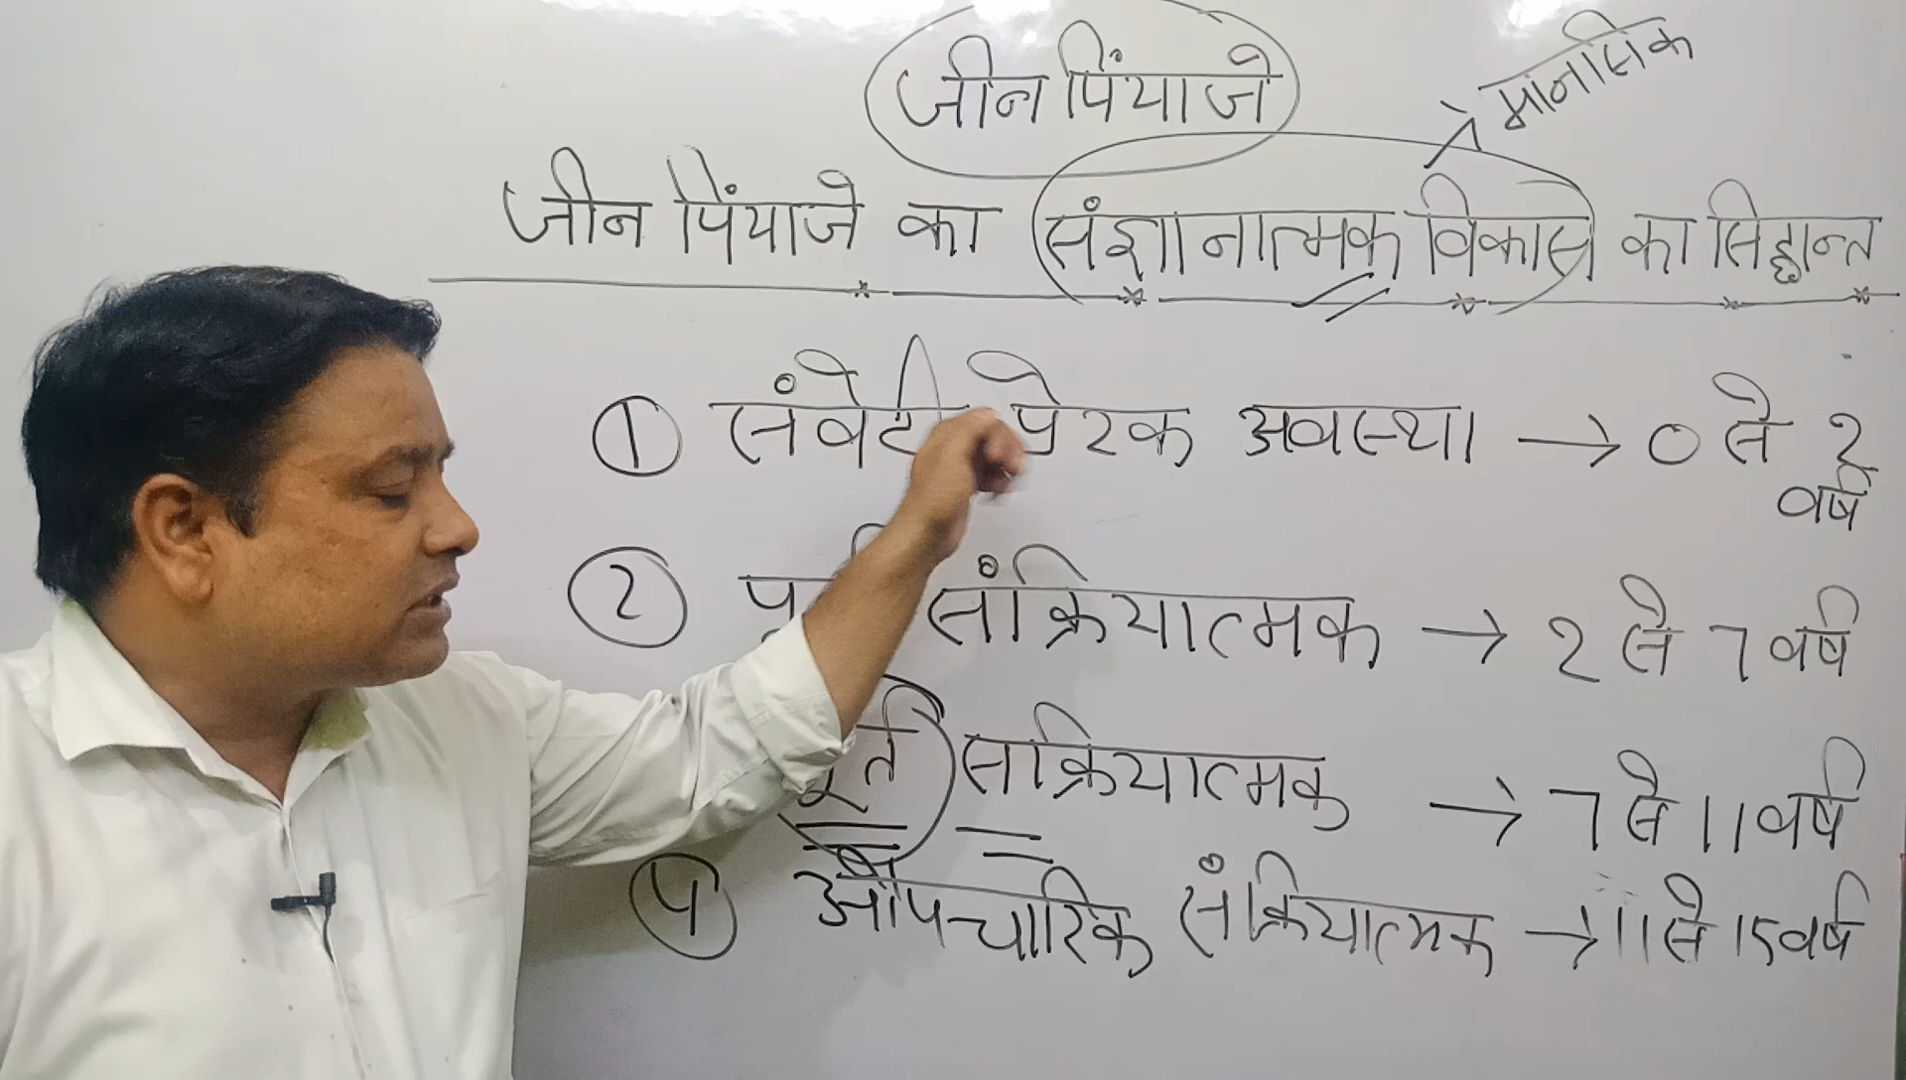 जीन पिंयाजे
मानसिक
जीन पिंयाजे का संज्ञानात्मक विकास का सिद्धान्त
① संवेदी प्रेरक अवस्था → 0 से 2 वर्ष
② संक्रियात्मक → 2 से 7 वर्ष
मूर्त सक्रियात्मक → 7 से 11 वर्ष
④ औपचारिक संक्रियात्मक → 11 से 15 वर्ष